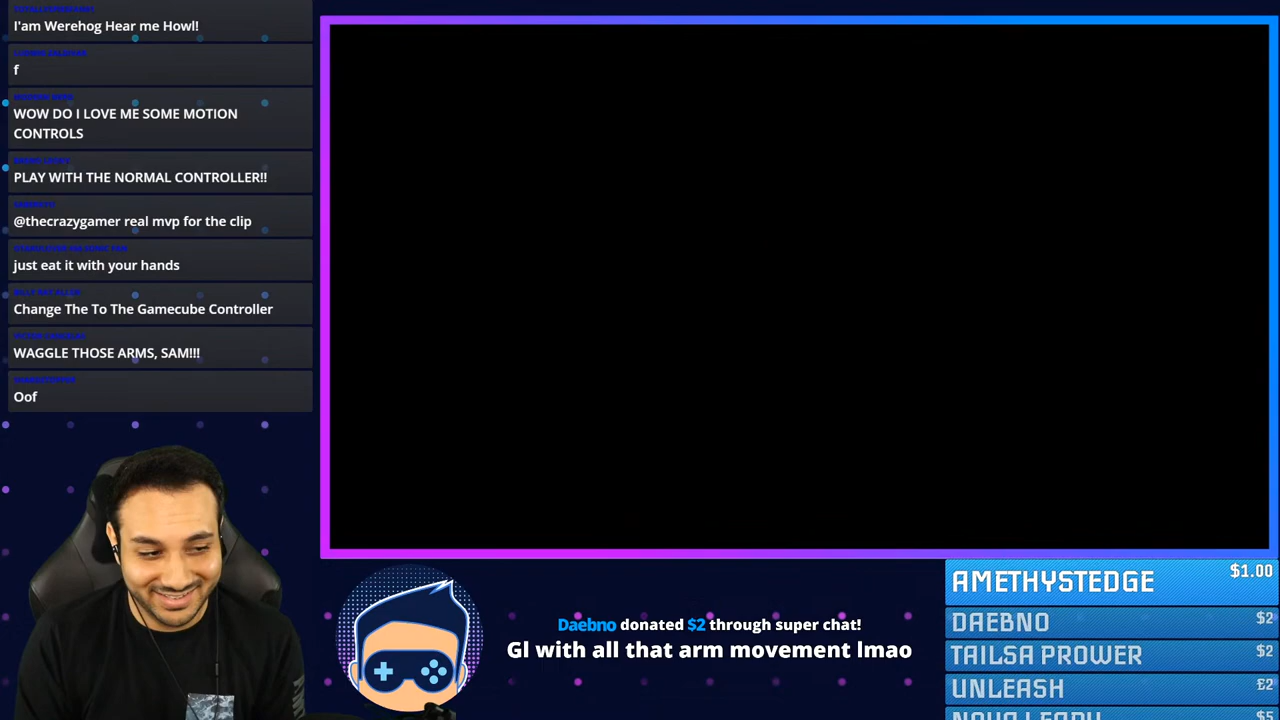 I'am Werehog Hear me Howl!
f
WOW DO I LOVE ME SOME MOTION
CONTROLS
PLAY WITH THE NORMAL CONTROLLER!!
@thecrazygamer real mvp for the clip
just eat it with your hands
Change The To The Gamecube Controller
WAGGLE THOSE ARMS, SAM!!!
Oof
Daebno donated $2 through super chat!
Gl with all that arm movement lmao
AMETHYSTEDGE $1.00
DAEBNO $2
TAILSA PROWER $2
UNLEASH £2
$5